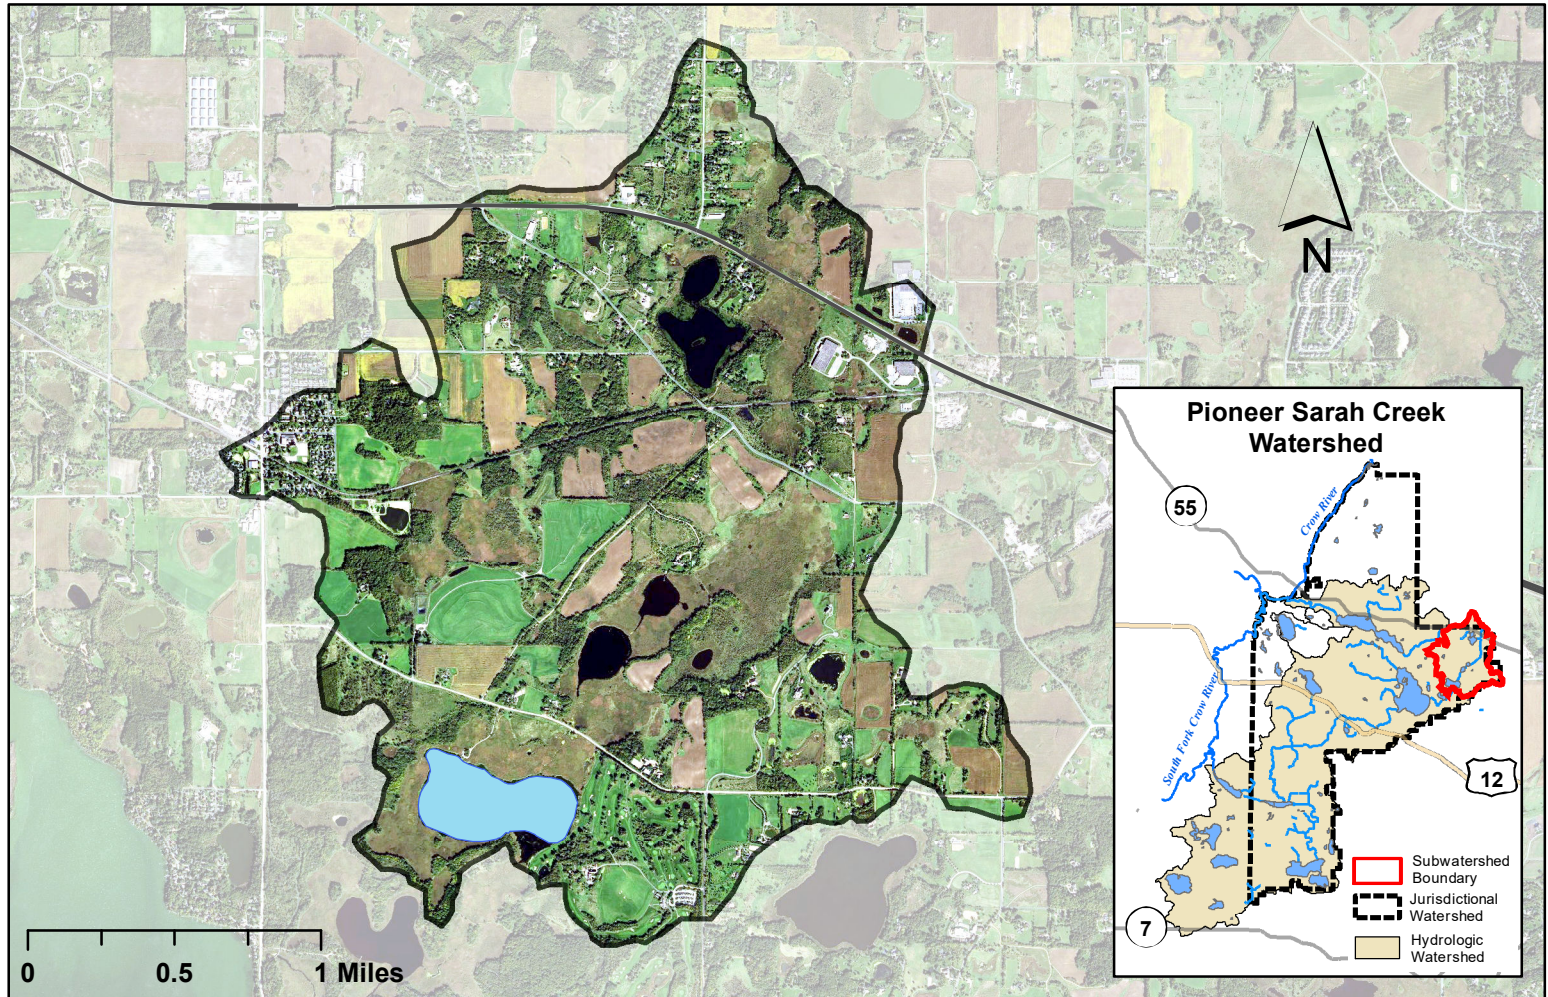 N
0 0.5 1 Miles
Pioneer Sarah Creek
Watershed
55
Crow River
South Fork Crow River
12
7
Subwatershed
Boundary
Jurisdictional
Watershed
Hydrologic
Watershed